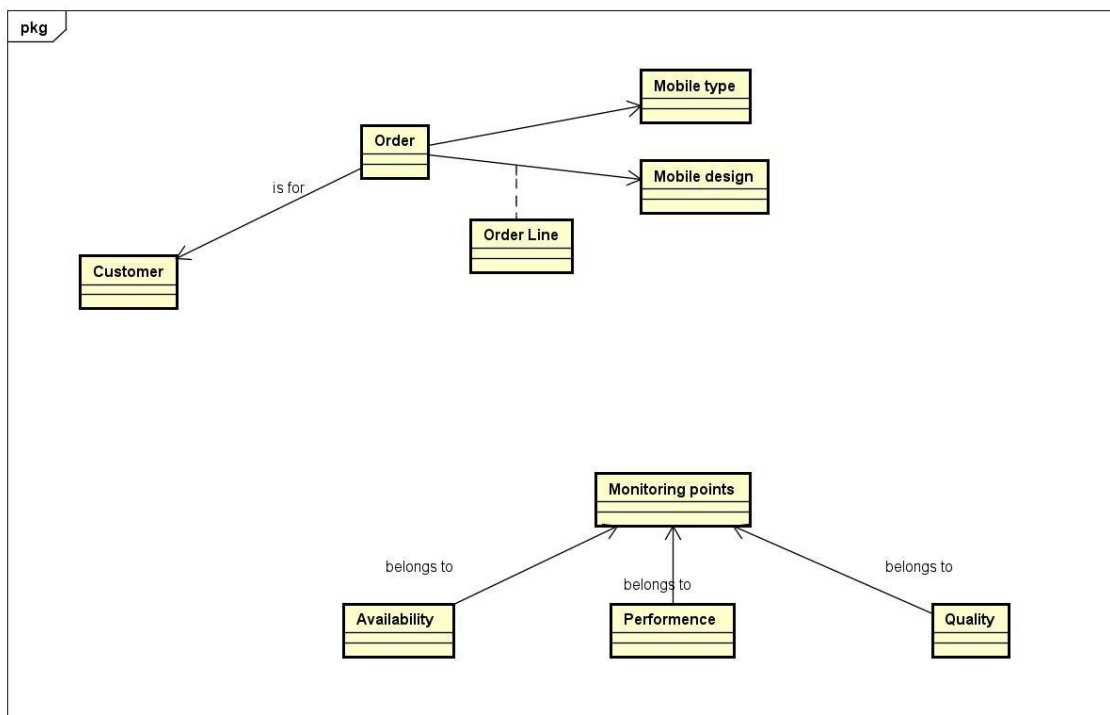 pkg
Mobile type
Order
Mobile design
is for
Order Line
Customer
Monitoring points
belongs to
belongs to
belongs to
Availability
Performence
Quality